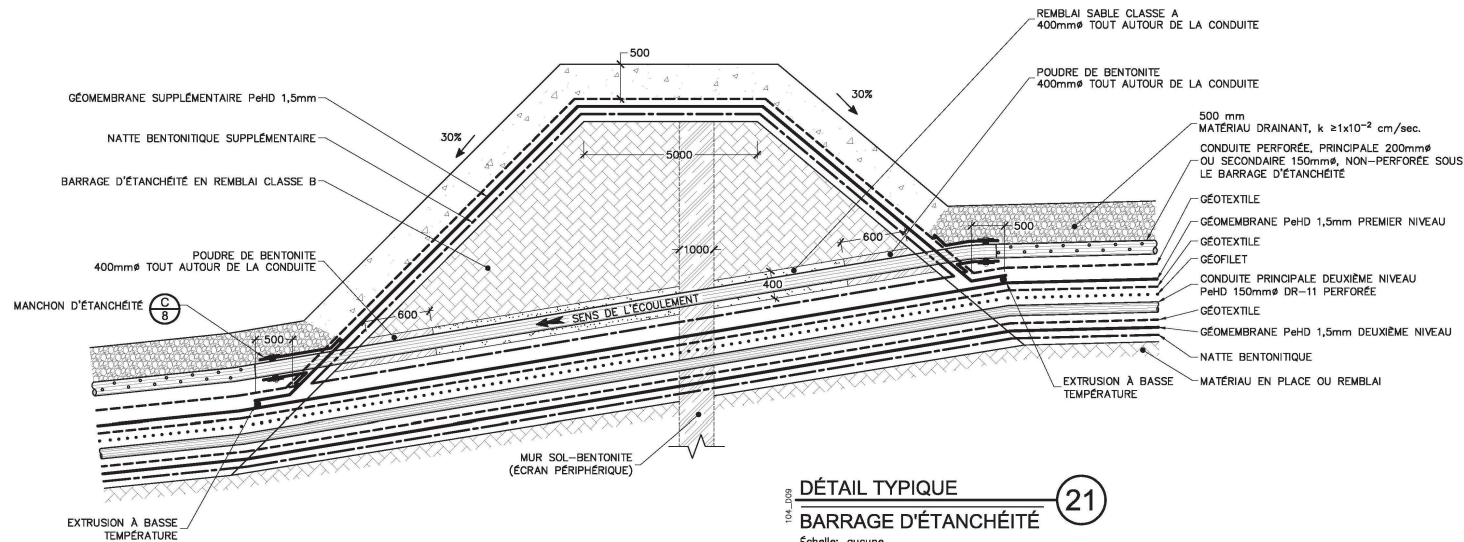 REMBLAI SABLE CLASSE A
400mmø TOUT AUTOUR DE LA CONDUITE
POUDRE DE BENTONITE
400mmø TOUT AUTOUR DE LA CONDUITE
500
30%
30%
GÉOMEMBRANE SUPPLÉMENTAIRE PeHD 1,5mm
NATTE BENTONITIQUE SUPPLÉMENTAIRE
BARRAGE D'ÉTANCHÉITÉ EN REMBLAI CLASSE B
5000
500 mm
MATÉRIAU DRAINANT, k ≥1x10⁻² cm/sec.
CONDUITE PERFORÉE, PRINCIPALE 200mmø
OU SECONDAIRE 150mmø, NON-PERFORÉE SOUS
LE BARRAGE D'ÉTANCHÉITÉ
GÉOTEXTILE
GÉOMEMBRANE PeHD 1,5mm PREMIER NIVEAU
GÉOTEXTILE
GÉOFILET
CONDUITE PRINCIPALE DEUXIÈME NIVEAU
PeHD 150mmø DR-11 PERFORÉE
GÉOTEXTILE
GÉOMEMBRANE PeHD 1,5mm DEUXIÈME NIVEAU
NATTE BENTONITIQUE
MATÉRIAU EN PLACE OU REMBLAI
POUDRE DE BENTONITE
400mmø TOUT AUTOUR DE LA CONDUITE
MANCHON D'ÉTANCHÉITÉ
C
8
600
500
1000
600
500
400
SENS DE L'ÉCOULEMENT
EXTRUSION À BASSE
TEMPÉRATURE
MUR SOL-BENTONITE
(ÉCRAN PÉRIPHÉRIQUE)
EXTRUSION À BASSE
TEMPÉRATURE
104_D09
DÉTAIL TYPIQUE
BARRAGE D'ÉTANCHÉITÉ
21
Échelle: aucune